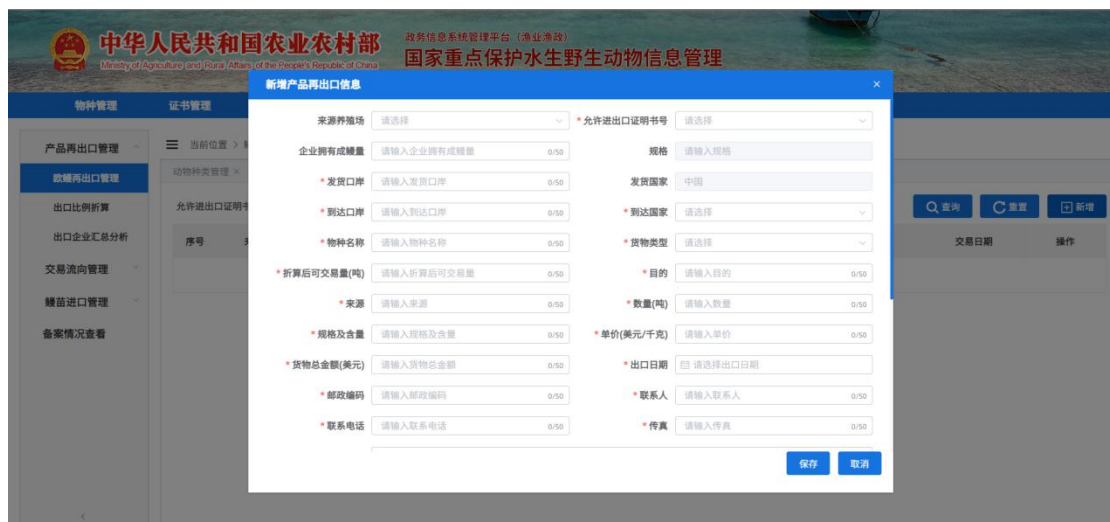 中华人民共和国农业农村部
Ministry of Agriculture and Rural Affairs of the People's Republic of China
政务信息系统管理平台（渔业渔政）
国家重点保护水生野生动物信息管理
物种管理 证书管理
产品再出口管理
欧鳗再出口管理
出口比例折算
出口企业汇总分析
交易流向管理
鳗苗进口管理
备案情况查看
当前位置 >
动物种类管理 ×
允许进出口证明书
查询 重置 新增
序号 交易日期 操作
新增产品再出口信息 ×
来源养殖场 请选择 * 允许进出口证明书号 请选择
企业拥有成鳗量 请输入企业拥有成鳗量 0/50 规格 请输入规格
* 发货口岸 请输入发货口岸 0/50 发货国家 中国
* 到达口岸 请输入到达口岸 0/50 * 到达国家 请选择
* 物种名称 请输入物种名称 0/50 * 货物类型 请选择
* 折算后可交易量(吨) 请输入折算后可交易量 0/50 * 目的 请输入目的 0/50
* 来源 请输入来源 0/50 * 数量(吨) 请输入数量 0/50
* 规格及含量 请输入规格及含量 0/50 * 单价(美元/千克) 请输入单价 0/50
* 货物总金额(美元) 请输入货物总金额 0/50 * 出口日期 请选择出口日期
* 邮政编码 请输入邮政编码 0/50 * 联系人 请输入联系人 0/50
* 联系电话 请输入联系电话 0/50 * 传真 请输入传真 0/50
保存 取消